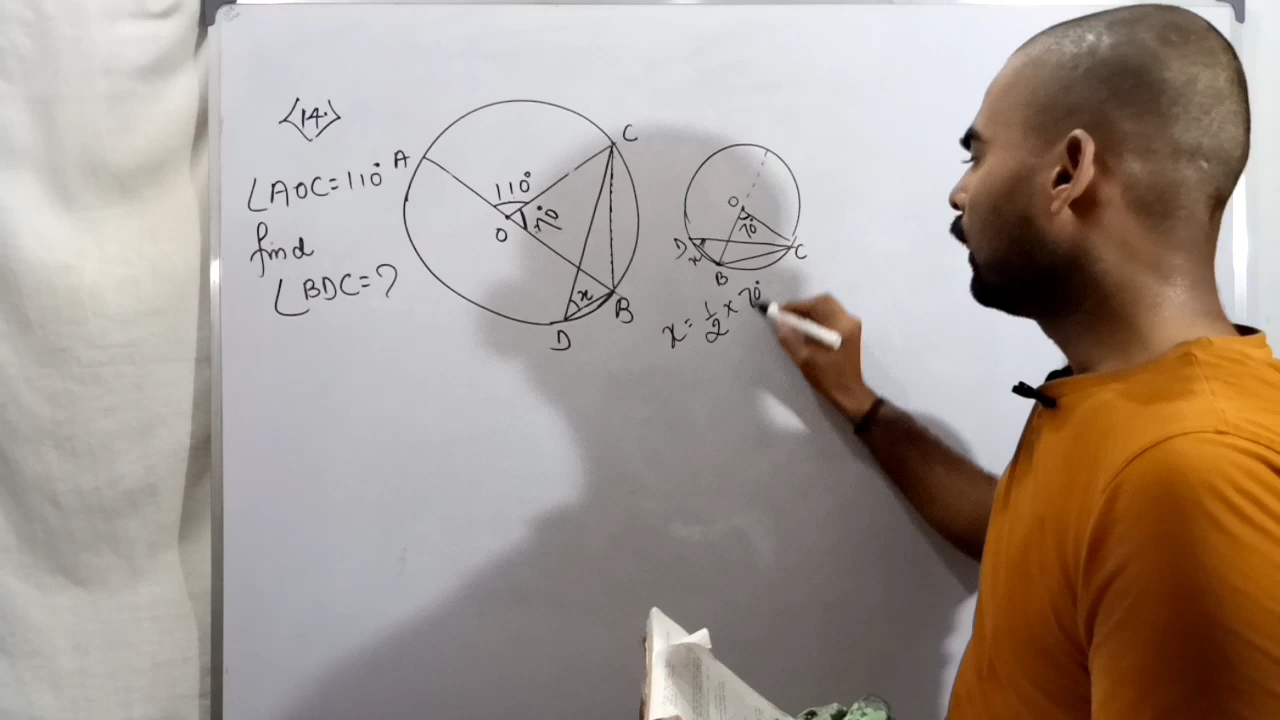 14.
∠AOC=110°
find
∠BDC=?
A
C
110°
70°
O
x
B
D
O
70°
D
x
B
C
x = 1/2 × 70°